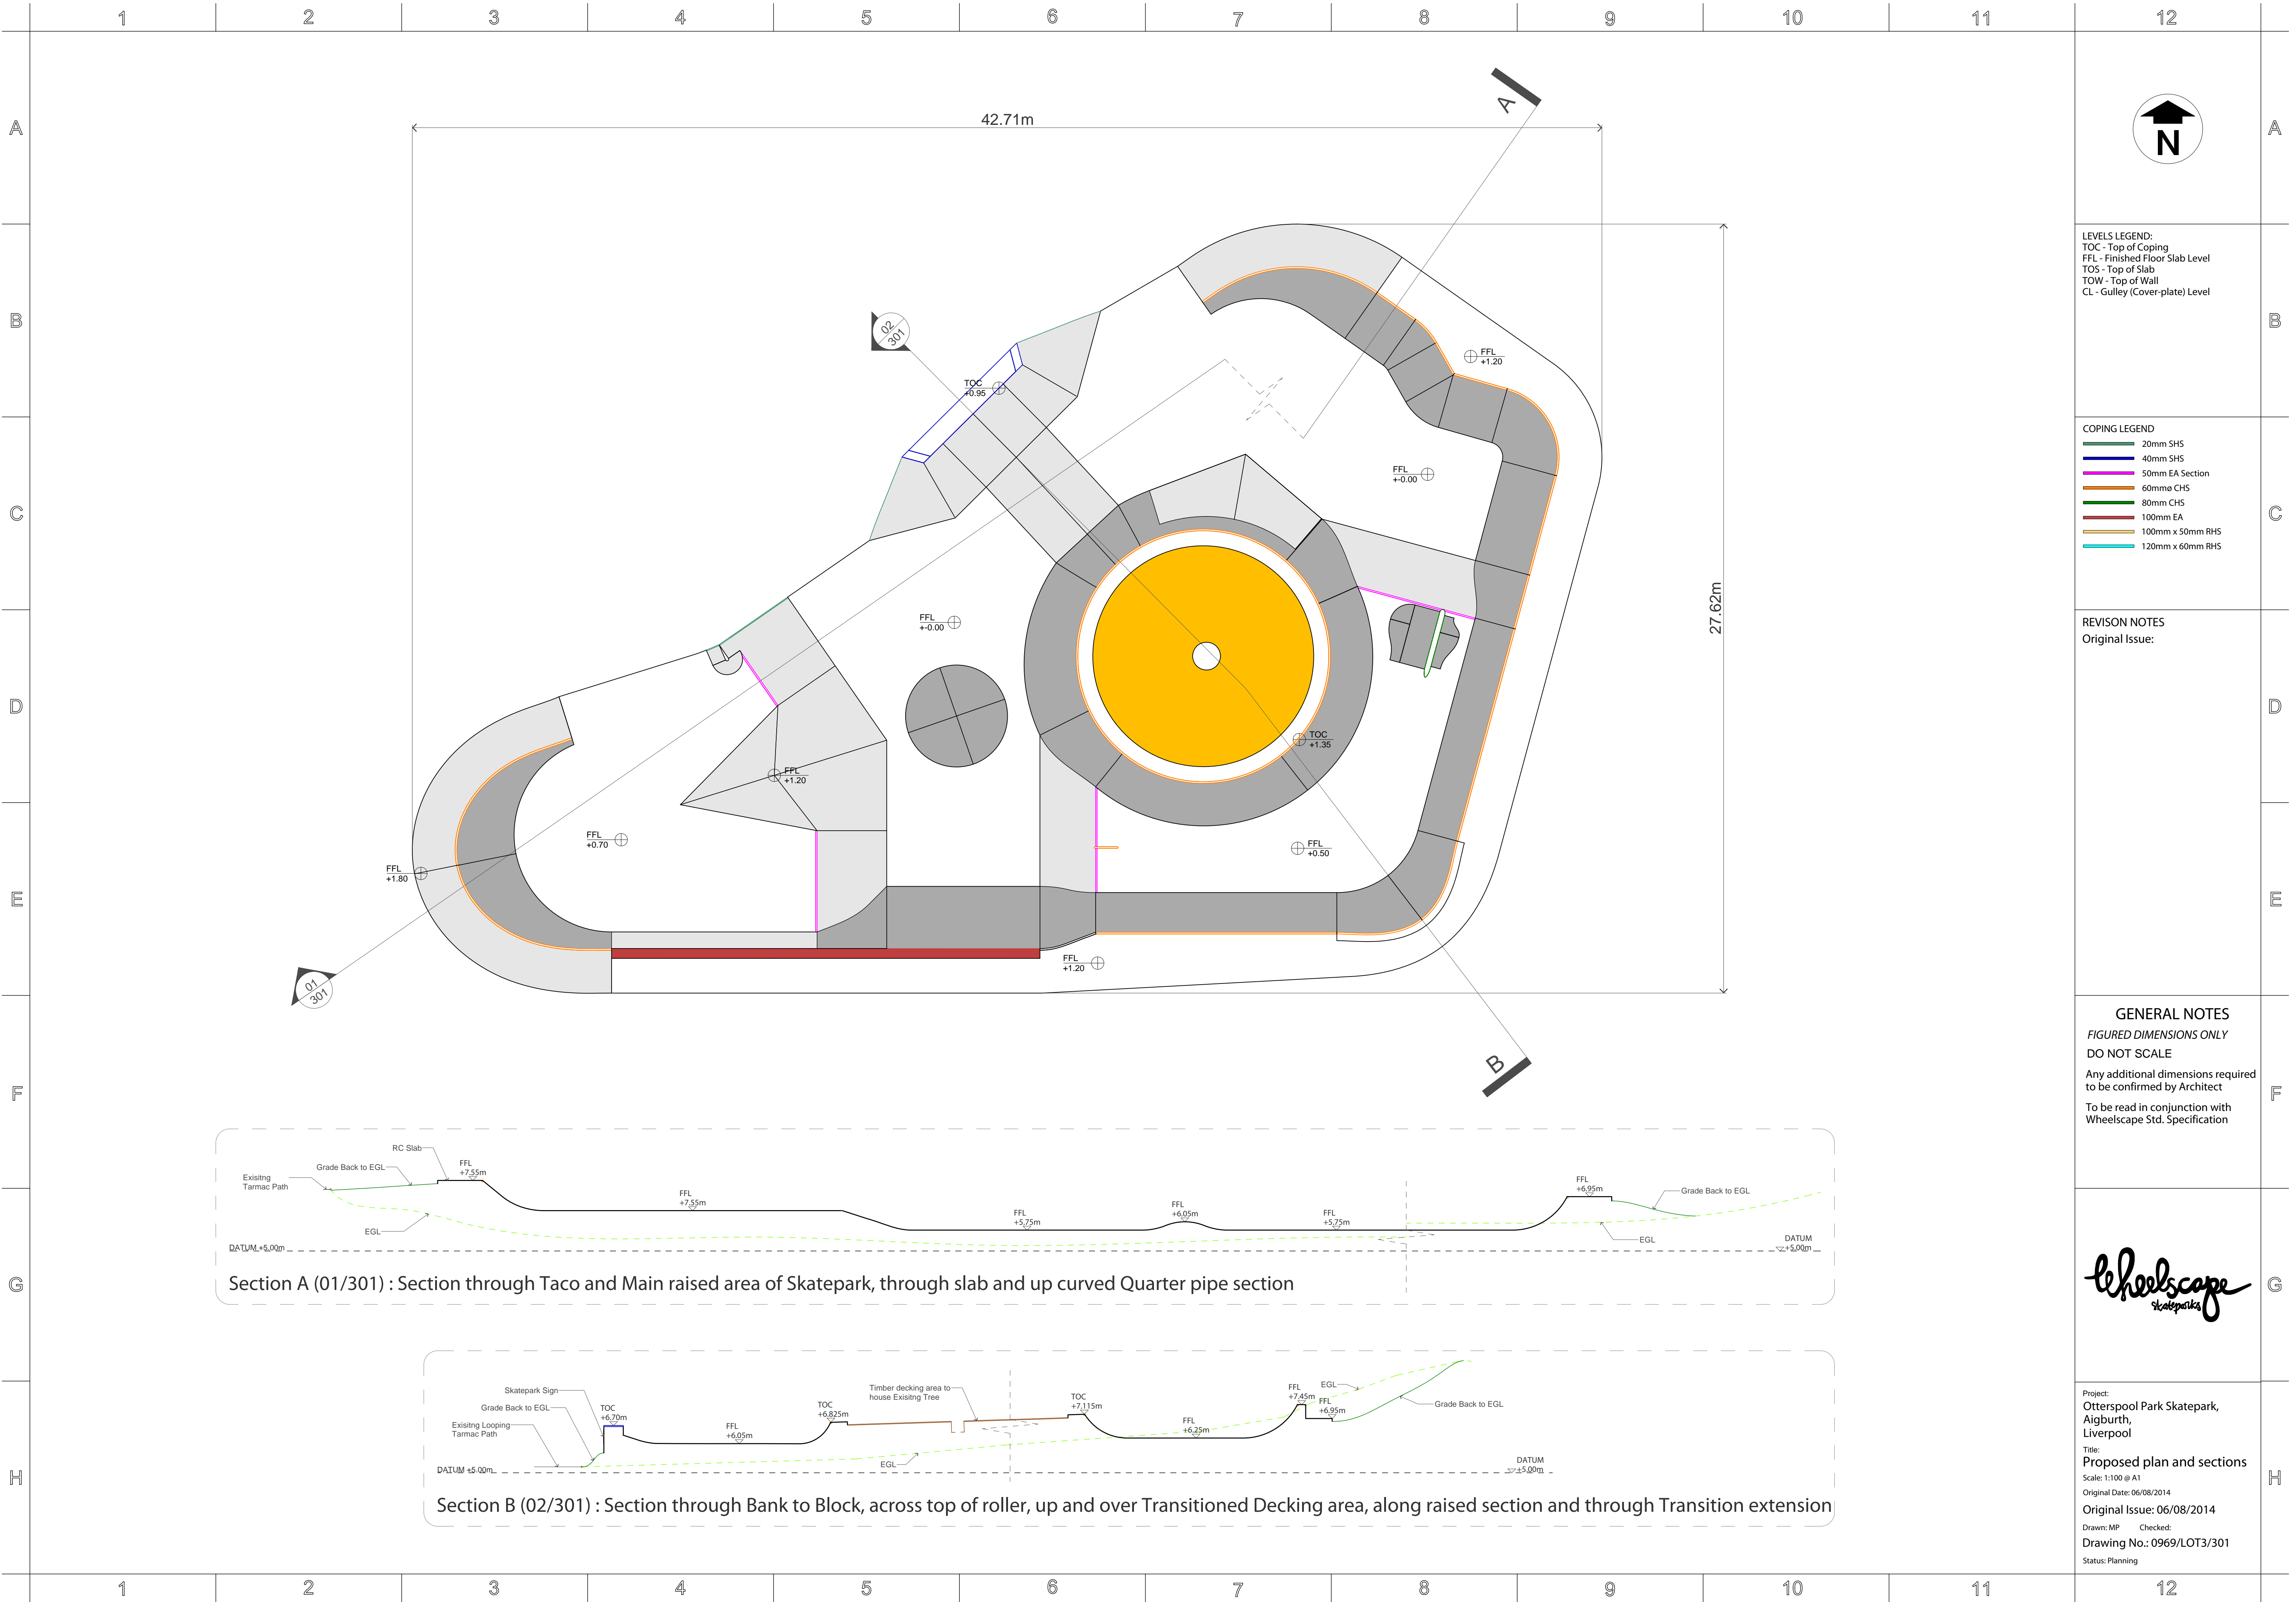 1 2 3 4 5 6 7 8 9 10 11 12
A
B
C
D
E
F
G
H
A
B
C
D
E
F
G
H
42.71m
27.62m
A
B
02
301
01
301
TOC
+0.95
FFL
+1.20
FFL
+-0.00
FFL
+-0.00
TOC
+1.35
FFL
+1.20
FFL
+0.70
FFL
+0.50
FFL
+1.80
FFL
+1.20
RC Slab
Grade Back to EGL
Exisitng
Tarmac Path
EGL
FFL
+7.55m
FFL
+7.55m
FFL
+5.75m
FFL
+6.05m
FFL
+5.75m
FFL
+6.95m
Grade Back to EGL
EGL
DATUM +5.00m
DATUM
+5.00m
Section A (01/301) : Section through Taco and Main raised area of Skatepark, through slab and up curved Quarter pipe section
Skatepark Sign
Grade Back to EGL
Exisitng Looping
Tarmac Path
TOC
+6.70m
FFL
+6.05m
TOC
+6.825m
Timber decking area to
house Exisitng Tree
TOC
+7.115m
FFL
+6.25m
FFL
+7.45m
FFL
+6.95m
EGL
Grade Back to EGL
EGL
DATUM +5.00m
DATUM
+5.00m
Section B (02/301) : Section through Bank to Block, across top of roller, up and over Transitioned Decking area, along raised section and through Transition extension
N
LEVELS LEGEND:
TOC - Top of Coping
FFL - Finished Floor Slab Level
TOS - Top of Slab
TOW - Top of Wall
CL - Gulley (Cover-plate) Level
COPING LEGEND
20mm SHS
40mm SHS
50mm EA Section
60mmø CHS
80mm CHS
100mm EA
100mm x 50mm RHS
120mm x 60mm RHS
REVISON NOTES
Original Issue:
GENERAL NOTES
FIGURED DIMENSIONS ONLY
DO NOT SCALE
Any additional dimensions required
to be confirmed by Architect
To be read in conjunction with
Wheelscape Std. Specification
Wheelscape
skateparks
Project:
Otterspool Park Skatepark,
Aigburth,
Liverpool
Title:
Proposed plan and sections
Scale: 1:100 @ A1
Original Date: 06/08/2014
Original Issue: 06/08/2014
Drawn: MP Checked:
Drawing No.: 0969/LOT3/301
Status: Planning
1 2 3 4 5 6 7 8 9 10 11 12